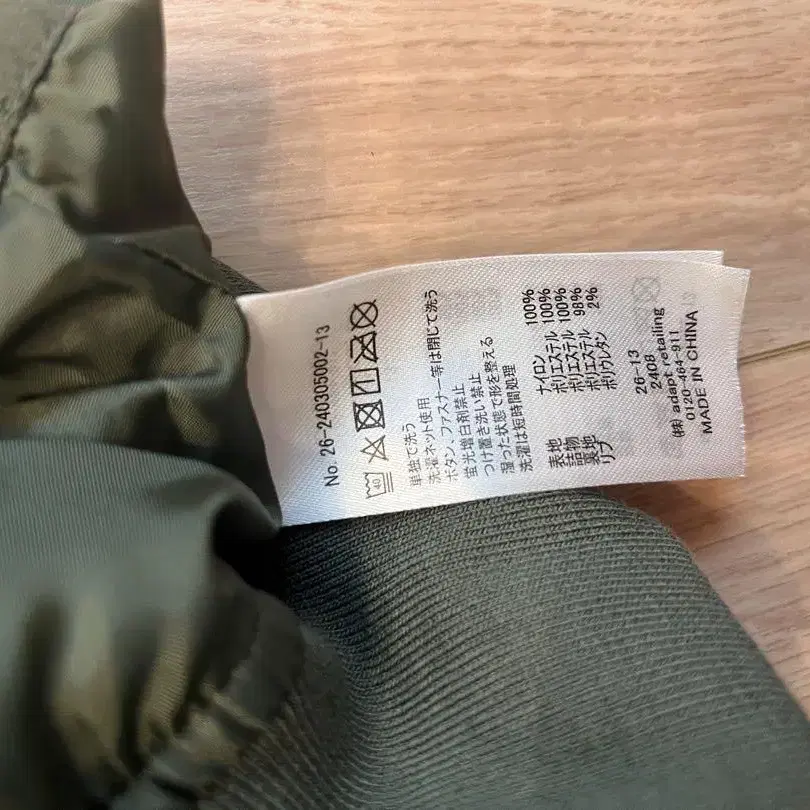 No. 26-240305002-13
40
単独で洗う
洗濯ネット使用
ボタン、ファスナー等は閉じて洗う
蛍光増白剤禁止
つけ置き洗い禁止
湿った状態で形を整える
洗濯は短時間処理
表地 ナイロン 100%
詰物 ポリエステル 100%
裏地 ポリエステル 100%
リブ ポリエステル 98%
ポリウレタン 2%
26-13
2408
(株) adapt retailing
0120-464-911
MADE IN CHINA